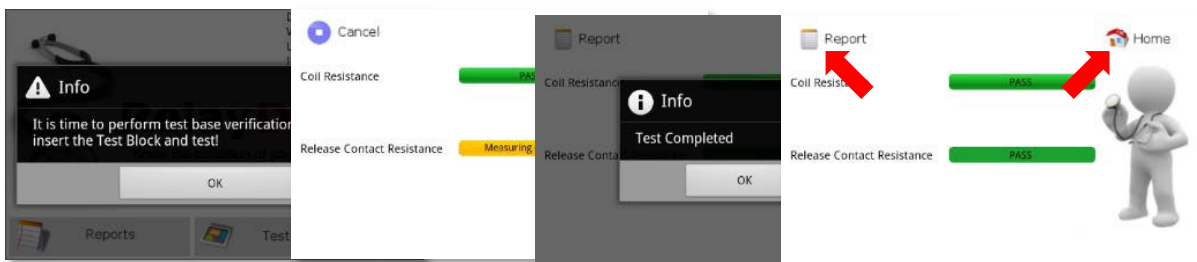 Info
It is time to perform test base verification
insert the Test Block and test!
OK
Reports
Test
Cancel
Coil Resistance
PAS
Release Contact Resistance
Measuring
Report
Coil Resistance
Info
Test Completed
Release Conta
OK
Report
Home
Coil Resist
PASS
Release Contact Resistance
PASS